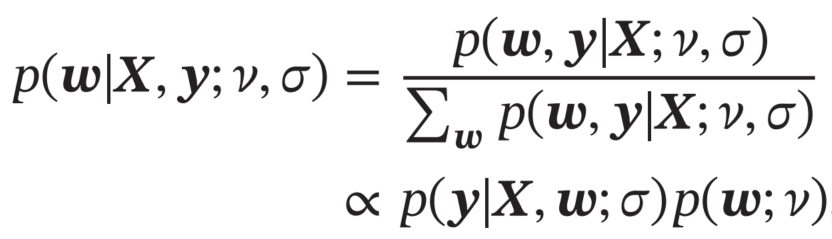 p(w|X, y; ν, σ) = p(w, y|X; ν, σ) / ∑_w p(w, y|X; ν, σ)
∝ p(y|X, w; σ)p(w; ν),